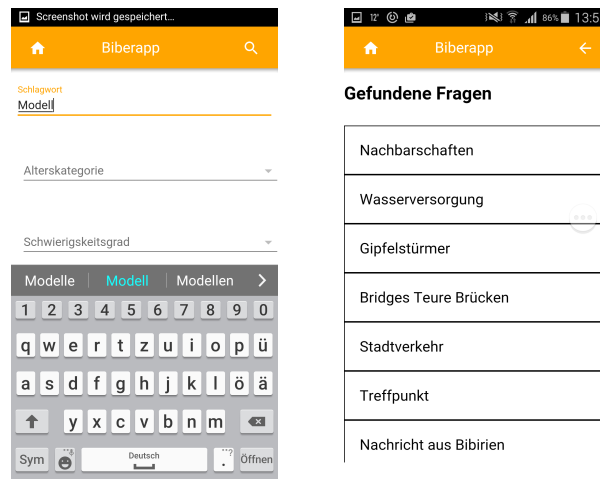 Screenshot wird gespeichert...
Biberapp
Schlagwort
Modell
Alterskategorie
Schwierigskeitsgrad
Modelle Modell Modellen
1 2 3 4 5 6 7 8 9 0
q w e r t z u i o p ü
a s d f g h j k l ö ä
y x c v b n m
Sym Deutsch . Öffnen
12° 86% 13:5
Biberapp
Gefundene Fragen
Nachbarschaften
Wasserversorgung
Gipfelstürmer
Bridges Teure Brücken
Stadtverkehr
Treffpunkt
Nachricht aus Bibirien